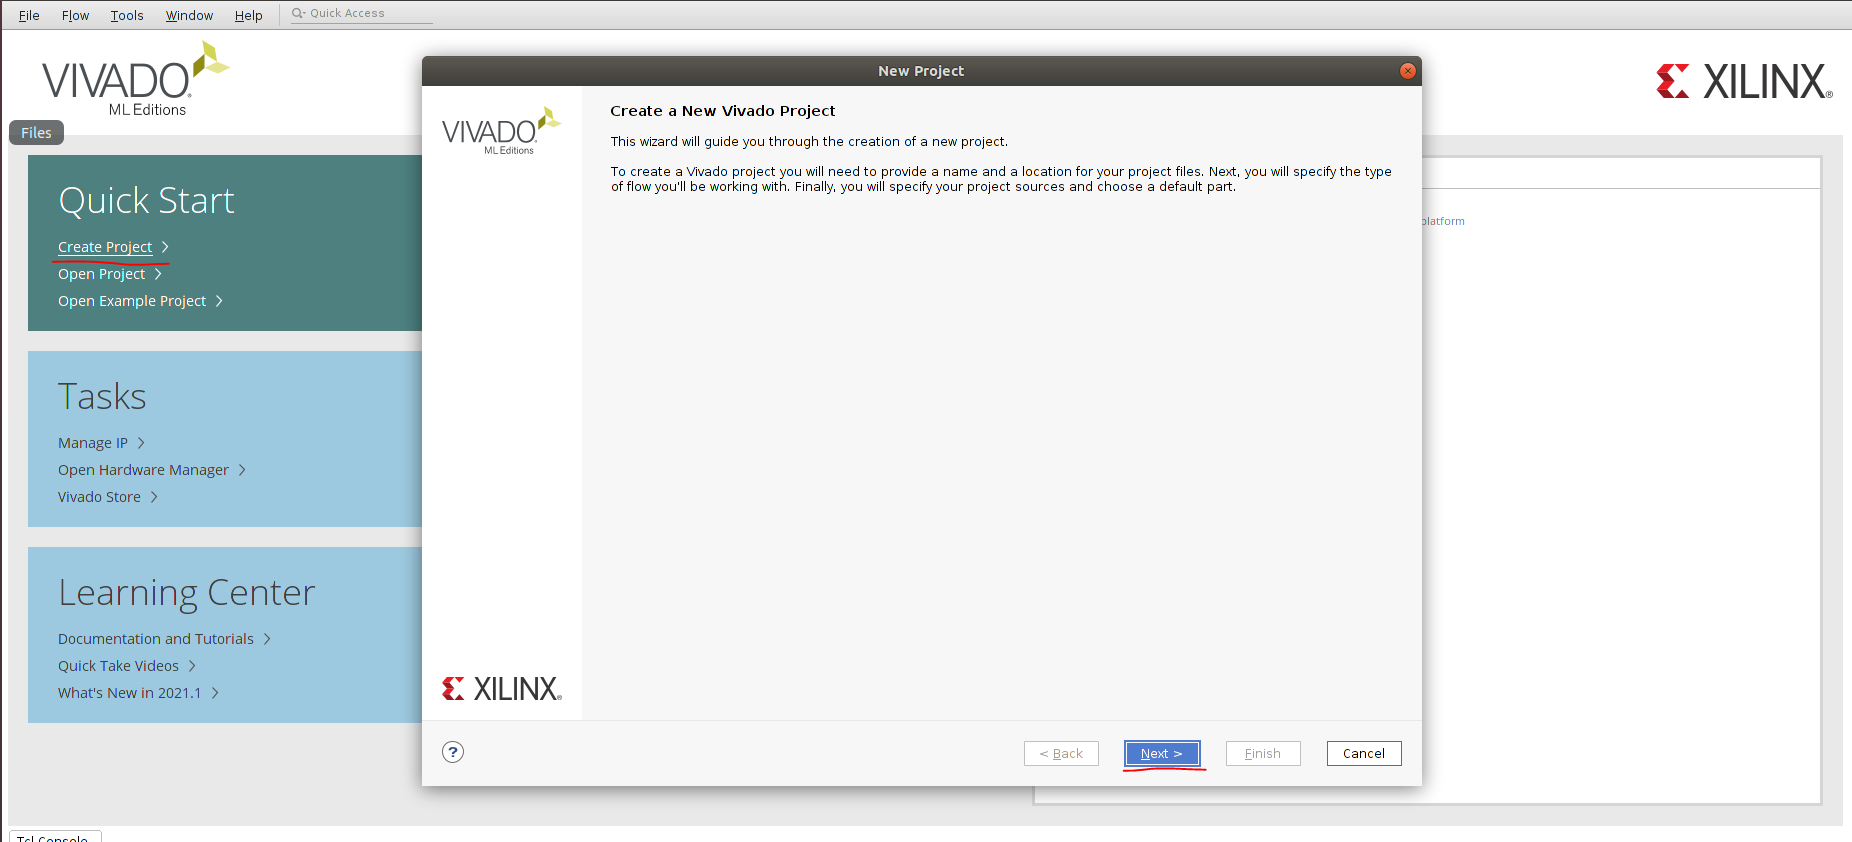 File Flow Tools Window Help Quick Access
VIVADO
ML Editions
XILINX®
Files
Quick Start
Create Project
Open Project
Open Example Project
Tasks
Manage IP
Open Hardware Manager
Vivado Store
Learning Center
Documentation and Tutorials
Quick Take Videos
What's New in 2021.1
New Project
VIVADO
ML Editions
Create a New Vivado Project
This wizard will guide you through the creation of a new project.
To create a Vivado project you will need to provide a name and a location for your project files. Next, you will specify the type
of flow you'll be working with. Finally, you will specify your project sources and choose a default part.
XILINX
?
< Back Next > Finish Cancel
platform
Tcl Console